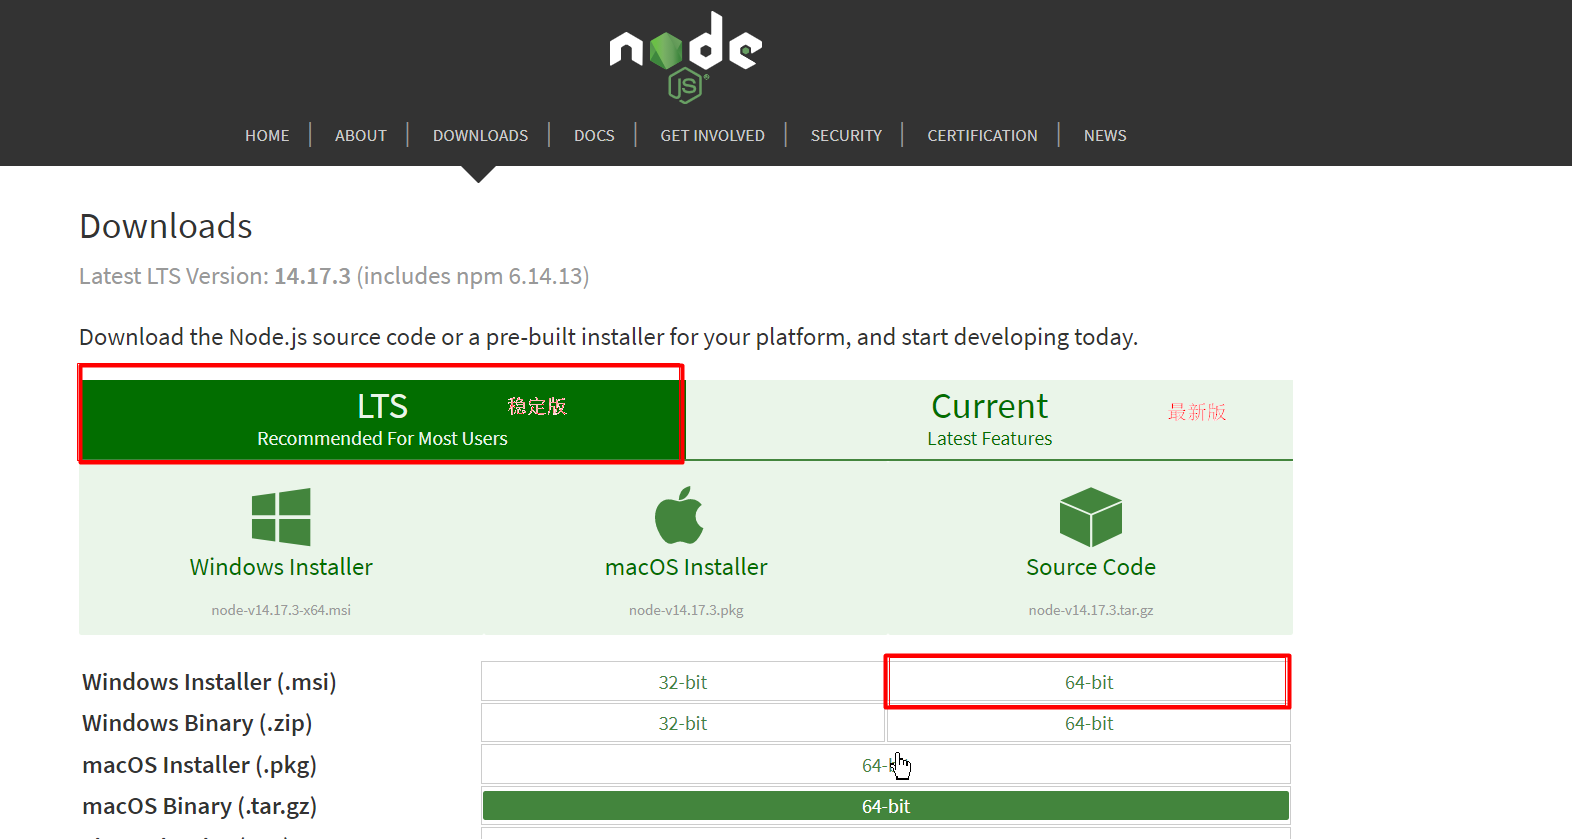 node
JS
HOME ABOUT DOWNLOADS DOCS GET INVOLVED SECURITY CERTIFICATION NEWS
Downloads
Latest LTS Version: 14.17.3 (includes npm 6.14.13)
Download the Node.js source code or a pre-built installer for your platform, and start developing today.
LTS 稳定版
Recommended For Most Users
Current 最新版
Latest Features
Windows Installer
node-v14.17.3-x64.msi
macOS Installer
node-v14.17.3.pkg
Source Code
node-v14.17.3.tar.gz
Windows Installer (.msi) 32-bit 64-bit
Windows Binary (.zip) 32-bit 64-bit
macOS Installer (.pkg) 64-
macOS Binary (.tar.gz) 64-bit